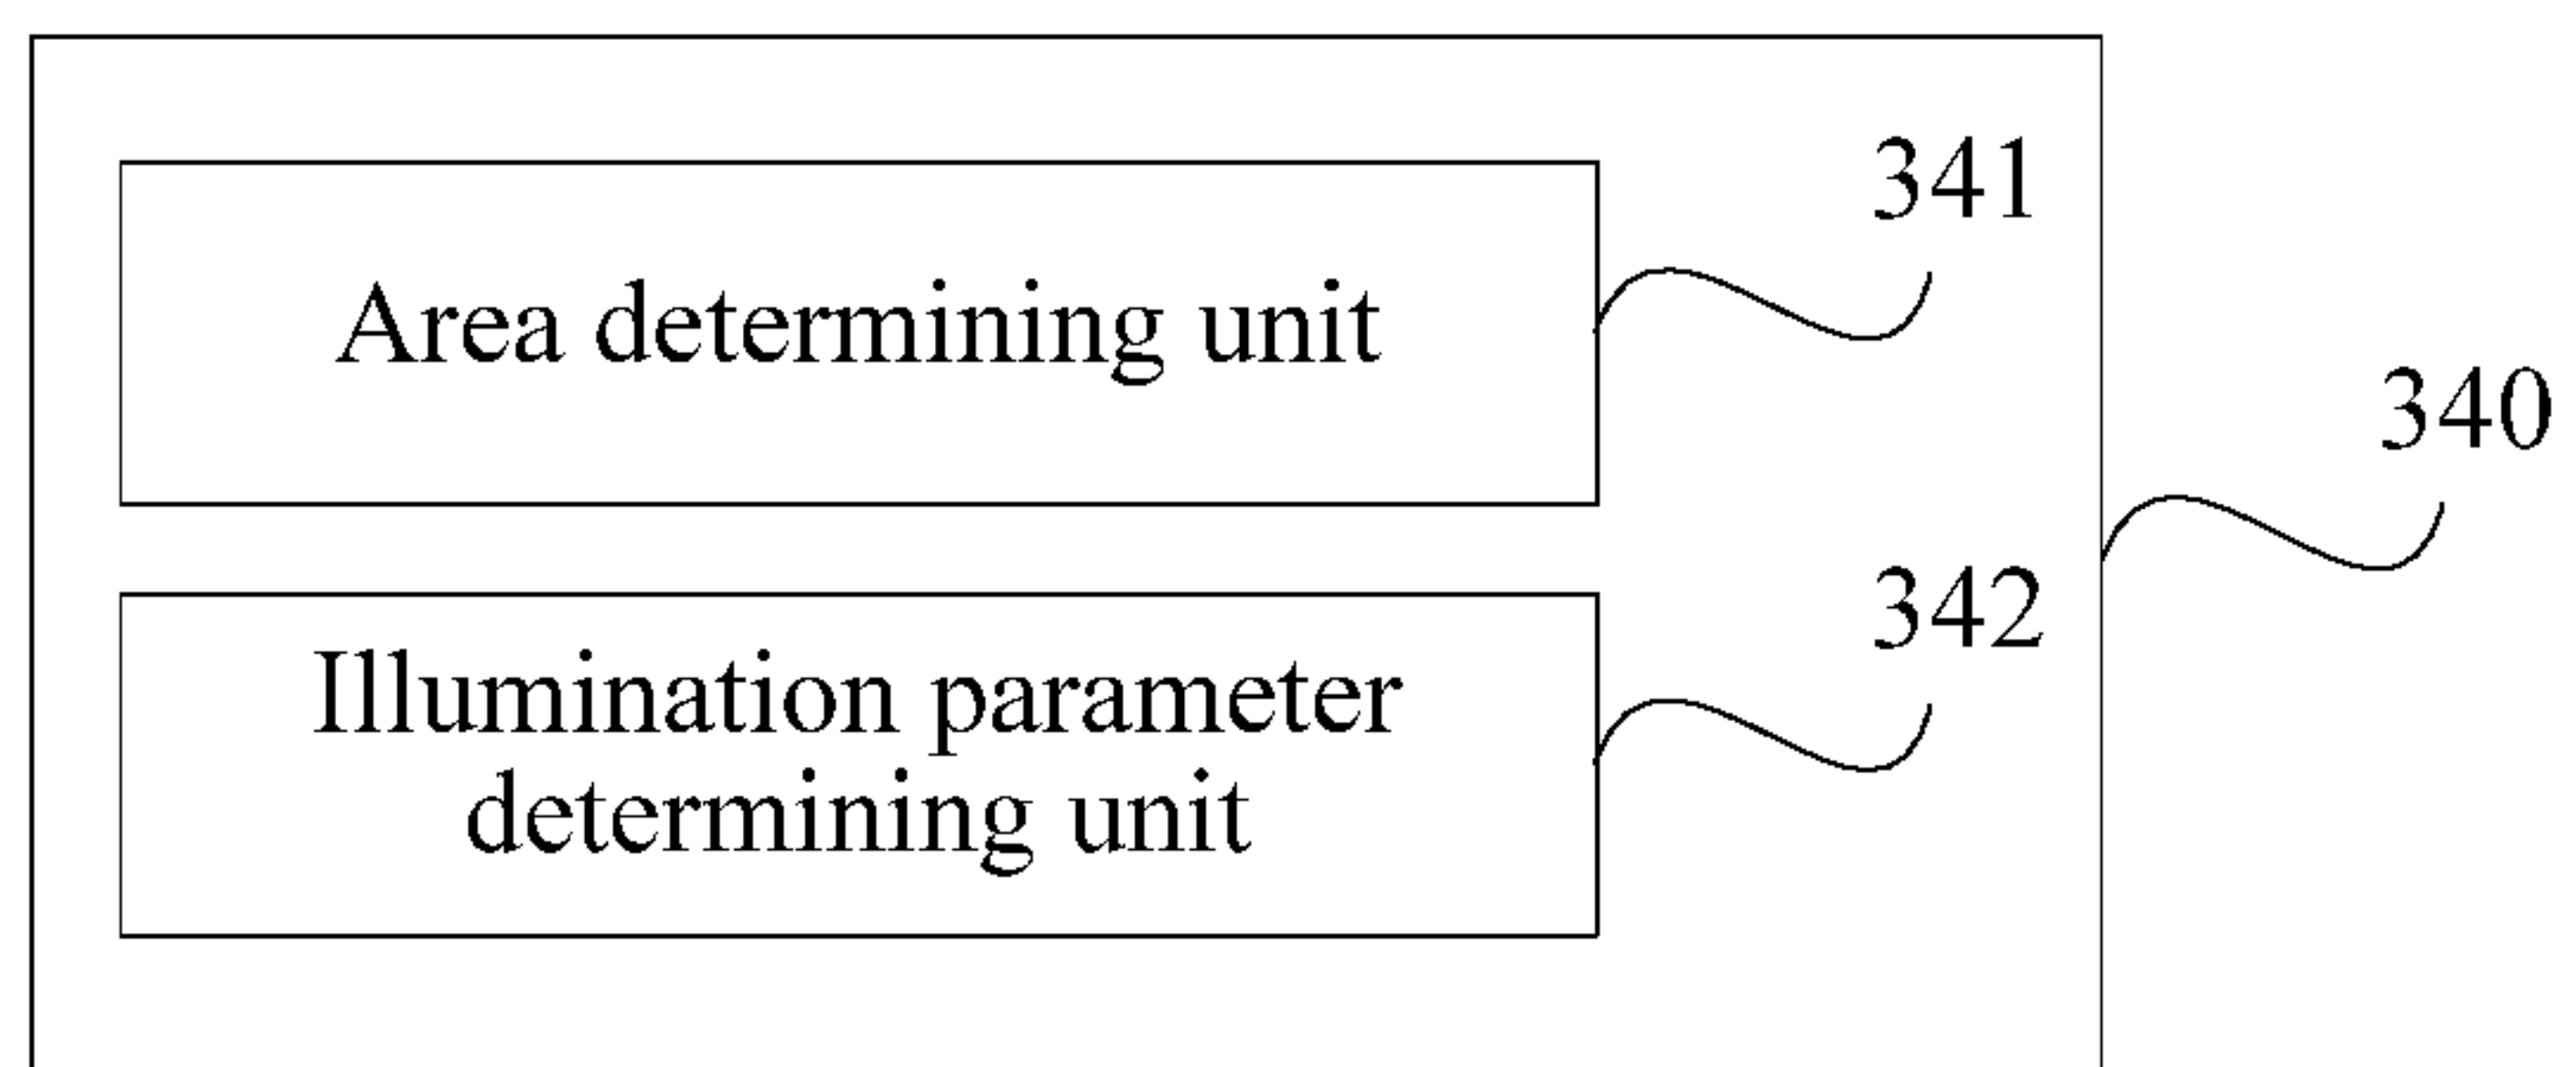 341
Area determining unit
340
342
Illumination parameter
determining unit